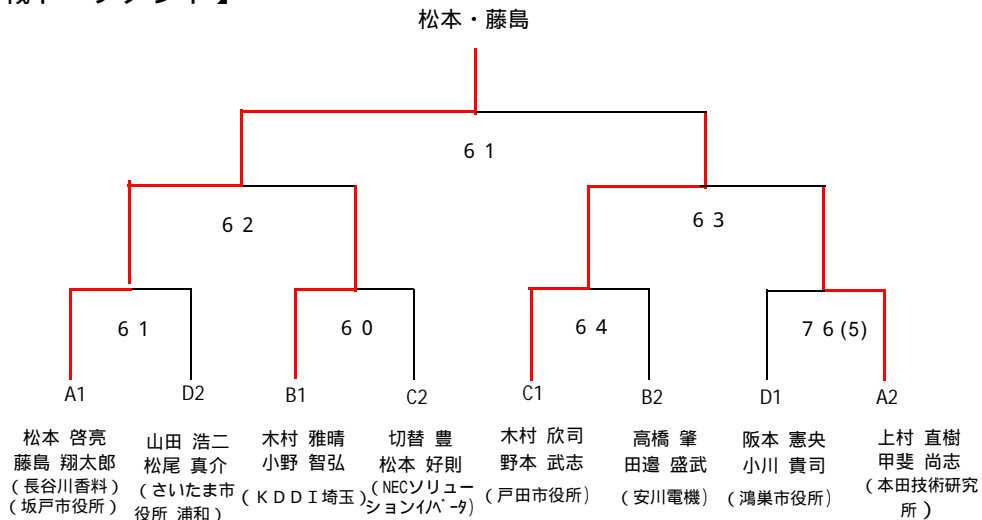 松本・藤島
6 1
6 2
6 3
6 1
6 0
6 4
7 6 (5)
A1
D2
B1
C2
C1
B2
D1
A2
松本 啓亮
藤島 翔太郎
(長谷川香料)
(坂戸市役所)
山田 浩二
松尾 真介
(さいたま市
役所 浦和)
木村 雅晴
小野 智弘
(ＫＤＤＩ埼玉)
切替 豊
松本 好則
(NECソリュー
ションイノベータ)
木村 欣司
野本 武志
(戸田市役所)
高橋 肇
田邉 盛武
(安川電機)
阪本 憲央
小川 貴司
(鴻巣市役所)
上村 直樹
甲斐 尚志
(本田技術研究
所)